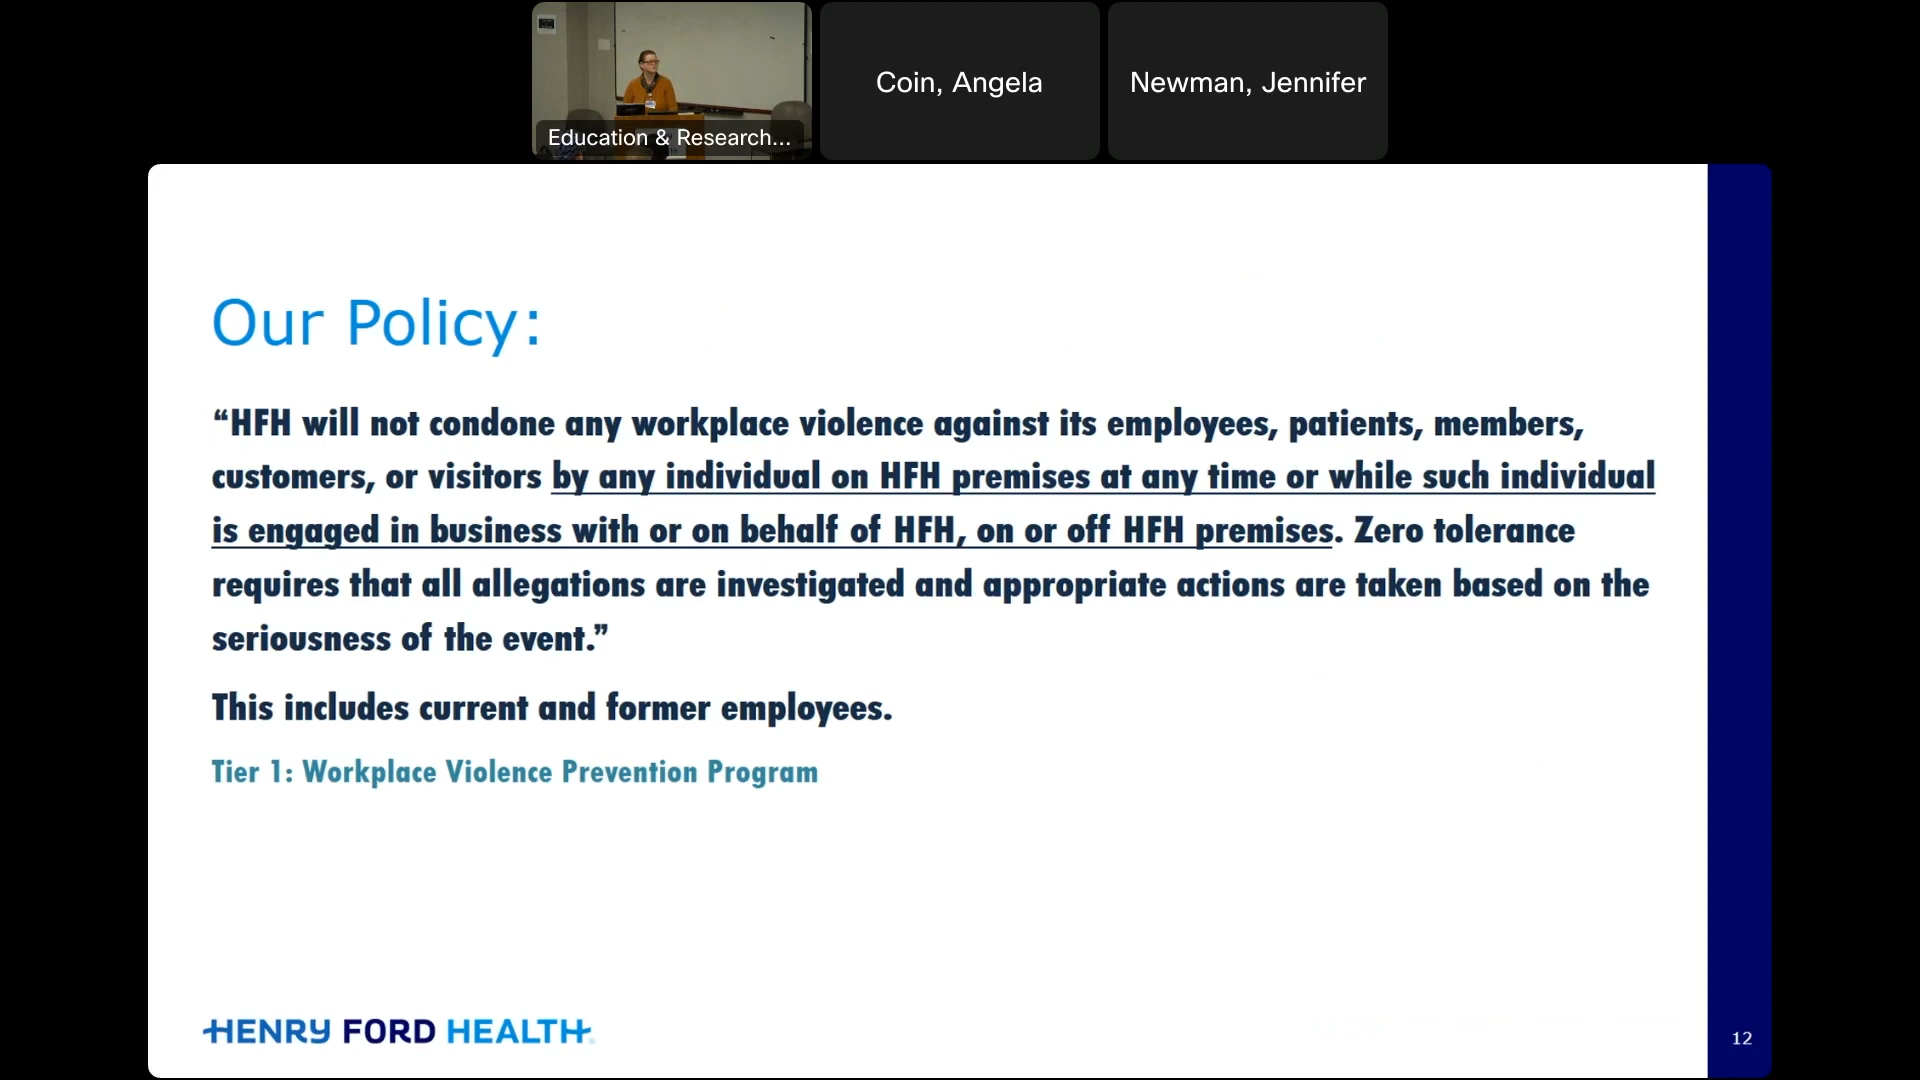 Education & Research...
Coin, Angela
Newman, Jennifer
Our Policy:
“HFH will not condone any workplace violence against its employees, patients, members,
customers, or visitors by any individual on HFH premises at any time or while such individual
is engaged in business with or on behalf of HFH, on or off HFH premises. Zero tolerance
requires that all allegations are investigated and appropriate actions are taken based on the
seriousness of the event.”
This includes current and former employees.
Tier 1: Workplace Violence Prevention Program
HENRY FORD HEALTH
12